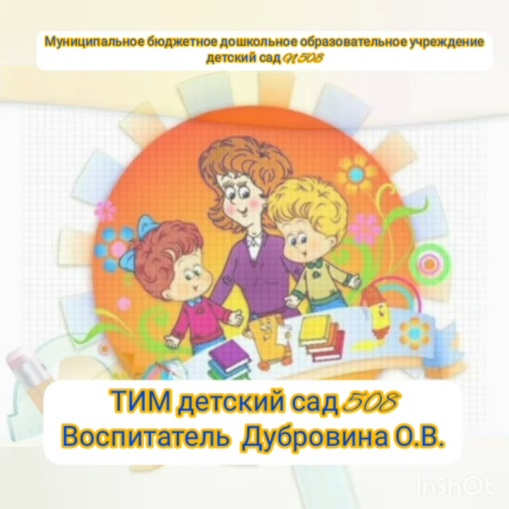 Муниципальное бюджетное дошкольное образовательное учреждение
детский сад №508
ТИМ детский сад 508
Воспитатель Дубровина О.В.
InShOt